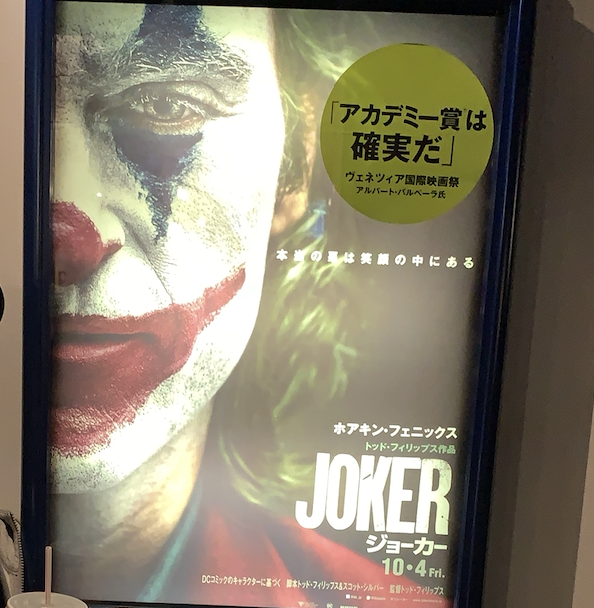 「アカデミー賞®は
確実だ」
ヴェネツィア国際映画祭
アルバート・バルベーラ氏
本当の悪は笑顔の中にある
ホアキン・フェニックス
トッド・フィリップス作品
JOKER
ジョーカー
10・4 Fri.
DCコミックのキャラクターに基づく 脚本トッド・フィリップス&スコット・シルバー 監督トッド・フィリップス